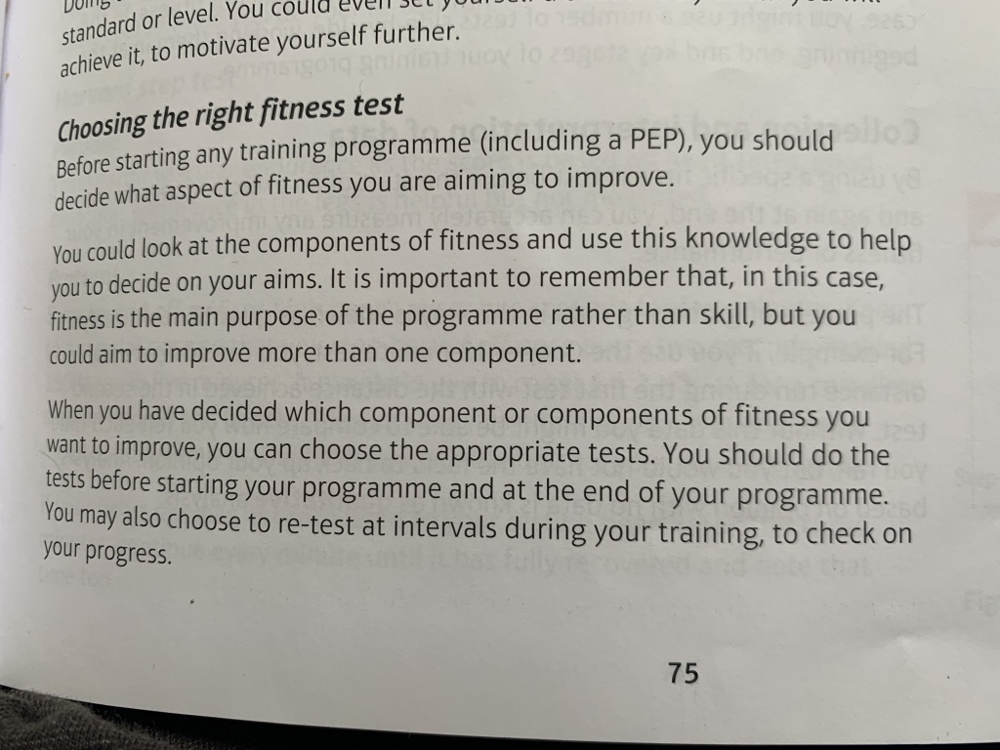 Doing
standard or level. You could even set
achieve it, to motivate yourself further.
Choosing the right fitness test
Before starting any training programme (including a PEP), you should
decide what aspect of fitness you are aiming to improve.
You could look at the components of fitness and use this knowledge to help
you to decide on your aims. It is important to remember that, in this case,
fitness is the main purpose of the programme rather than skill, but you
could aim to improve more than one component.
When you have decided which component or components of fitness you
want to improve, you can choose the appropriate tests. You should do the
tests before starting your programme and at the end of your programme.
You may also choose to re-test at intervals during your training, to check on
your progress.
75